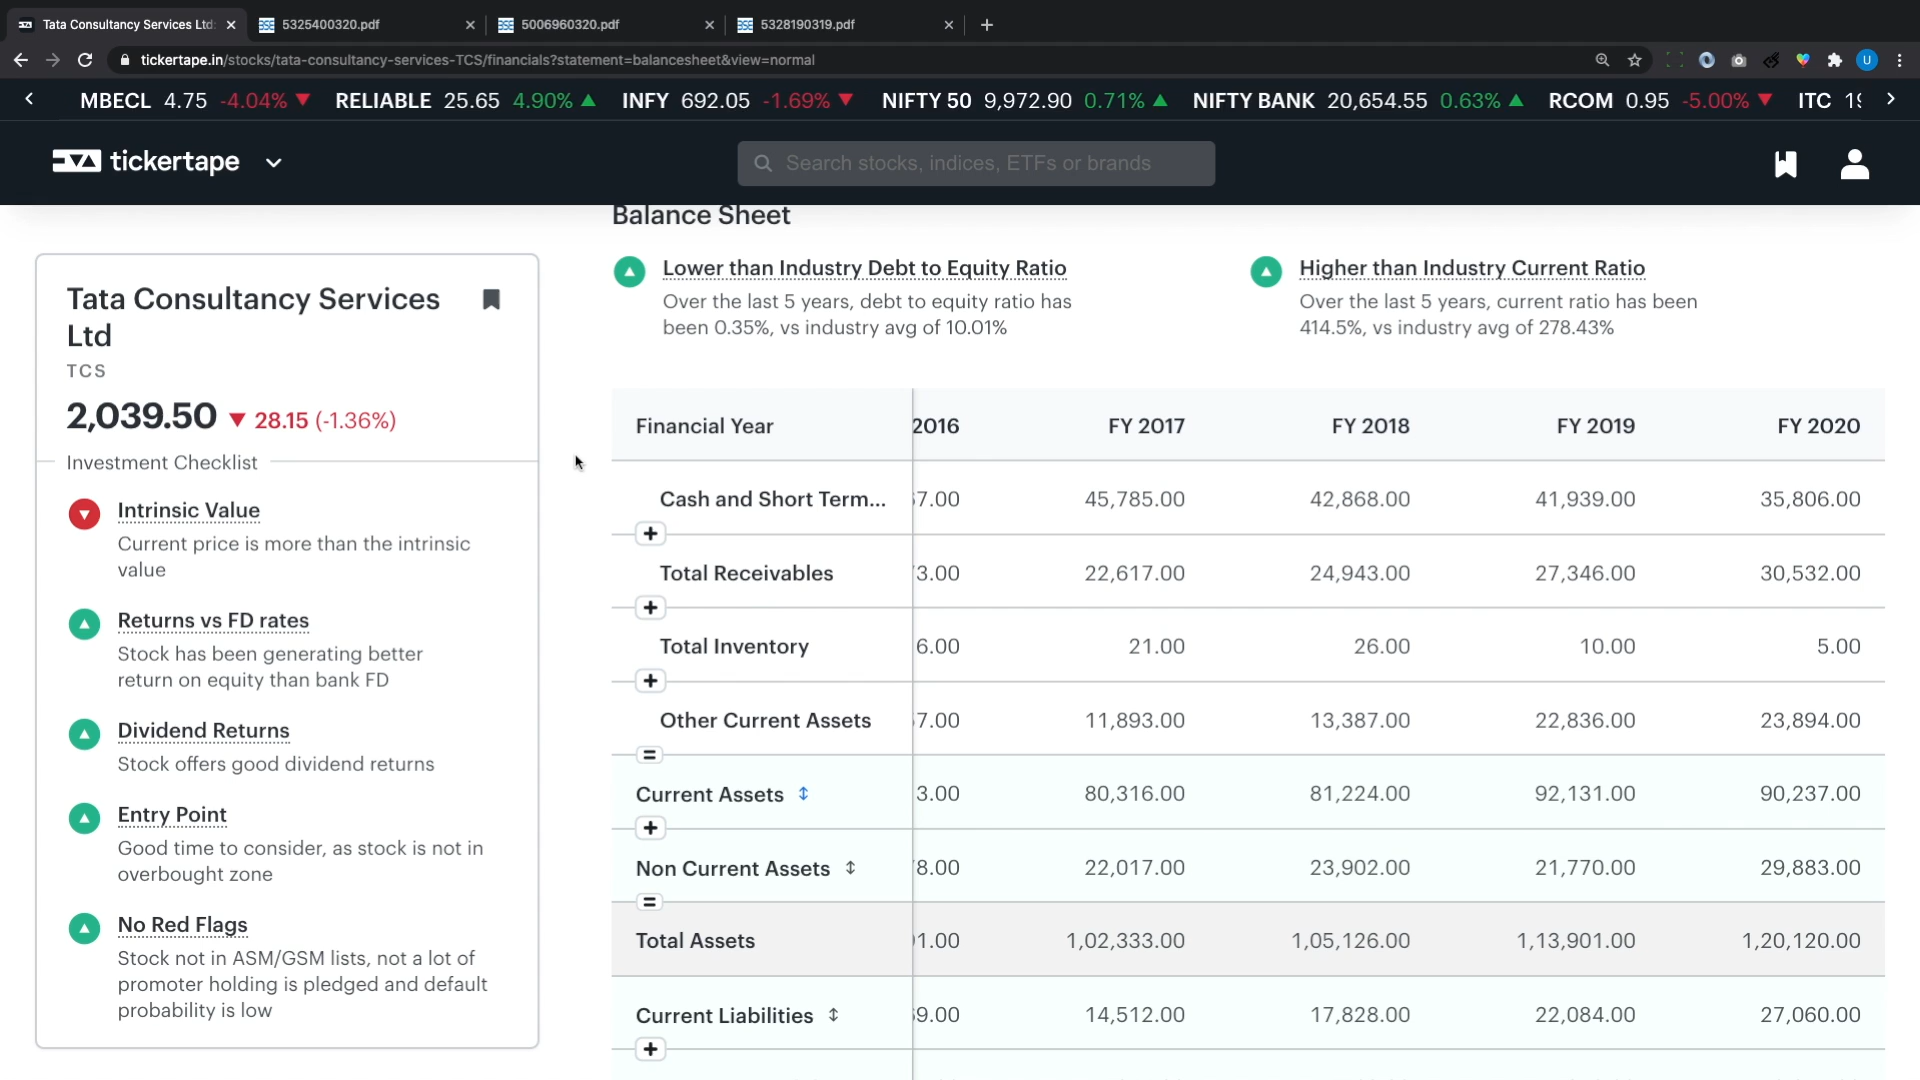 Tata Consultancy Services Ltd:
5325400320.pdf
5006960320.pdf
5328190319.pdf
tickertape.in/stocks/tata-consultancy-services-TCS/financials?statement=balancesheet&view=normal
U
MBECL 4.75 -4.04% ▼ RELIABLE 25.65 4.90% ▲ INFY 692.05 -1.69% ▼ NIFTY 50 9,972.90 0.71% ▲ NIFTY BANK 20,654.55 0.63% ▲ RCOM 0.95 -5.00% ▼ ITC
tickertape
Search stocks, indices, ETFs or brands
Tata Consultancy Services
Ltd
TCS
2,039.50 ▼ 28.15 (-1.36%)
Investment Checklist
Intrinsic Value
Current price is more than the intrinsic
value
Returns vs FD rates
Stock has been generating better
return on equity than bank FD
Dividend Returns
Stock offers good dividend returns
Entry Point
Good time to consider, as stock is not in
overbought zone
No Red Flags
Stock not in ASM/GSM lists, not a lot of
promoter holding is pledged and default
probability is low
Balance Sheet
Lower than Industry Debt to Equity Ratio
Over the last 5 years, debt to equity ratio has
been 0.35%, vs industry avg of 10.01%
Higher than Industry Current Ratio
Over the last 5 years, current ratio has been
414.5%, vs industry avg of 278.43%
Financial Year 2016 FY 2017 FY 2018 FY 2019 FY 2020
Cash and Short Term... 7.00 45,785.00 42,868.00 41,939.00 35,806.00
+
Total Receivables 3.00 22,617.00 24,943.00 27,346.00 30,532.00
+
Total Inventory 6.00 21.00 26.00 10.00 5.00
+
Other Current Assets 7.00 11,893.00 13,387.00 22,836.00 23,894.00
=
Current Assets 3.00 80,316.00 81,224.00 92,131.00 90,237.00
+
Non Current Assets 8.00 22,017.00 23,902.00 21,770.00 29,883.00
=
Total Assets 1.00 1,02,333.00 1,05,126.00 1,13,901.00 1,20,120.00
Current Liabilities 9.00 14,512.00 17,828.00 22,084.00 27,060.00
+